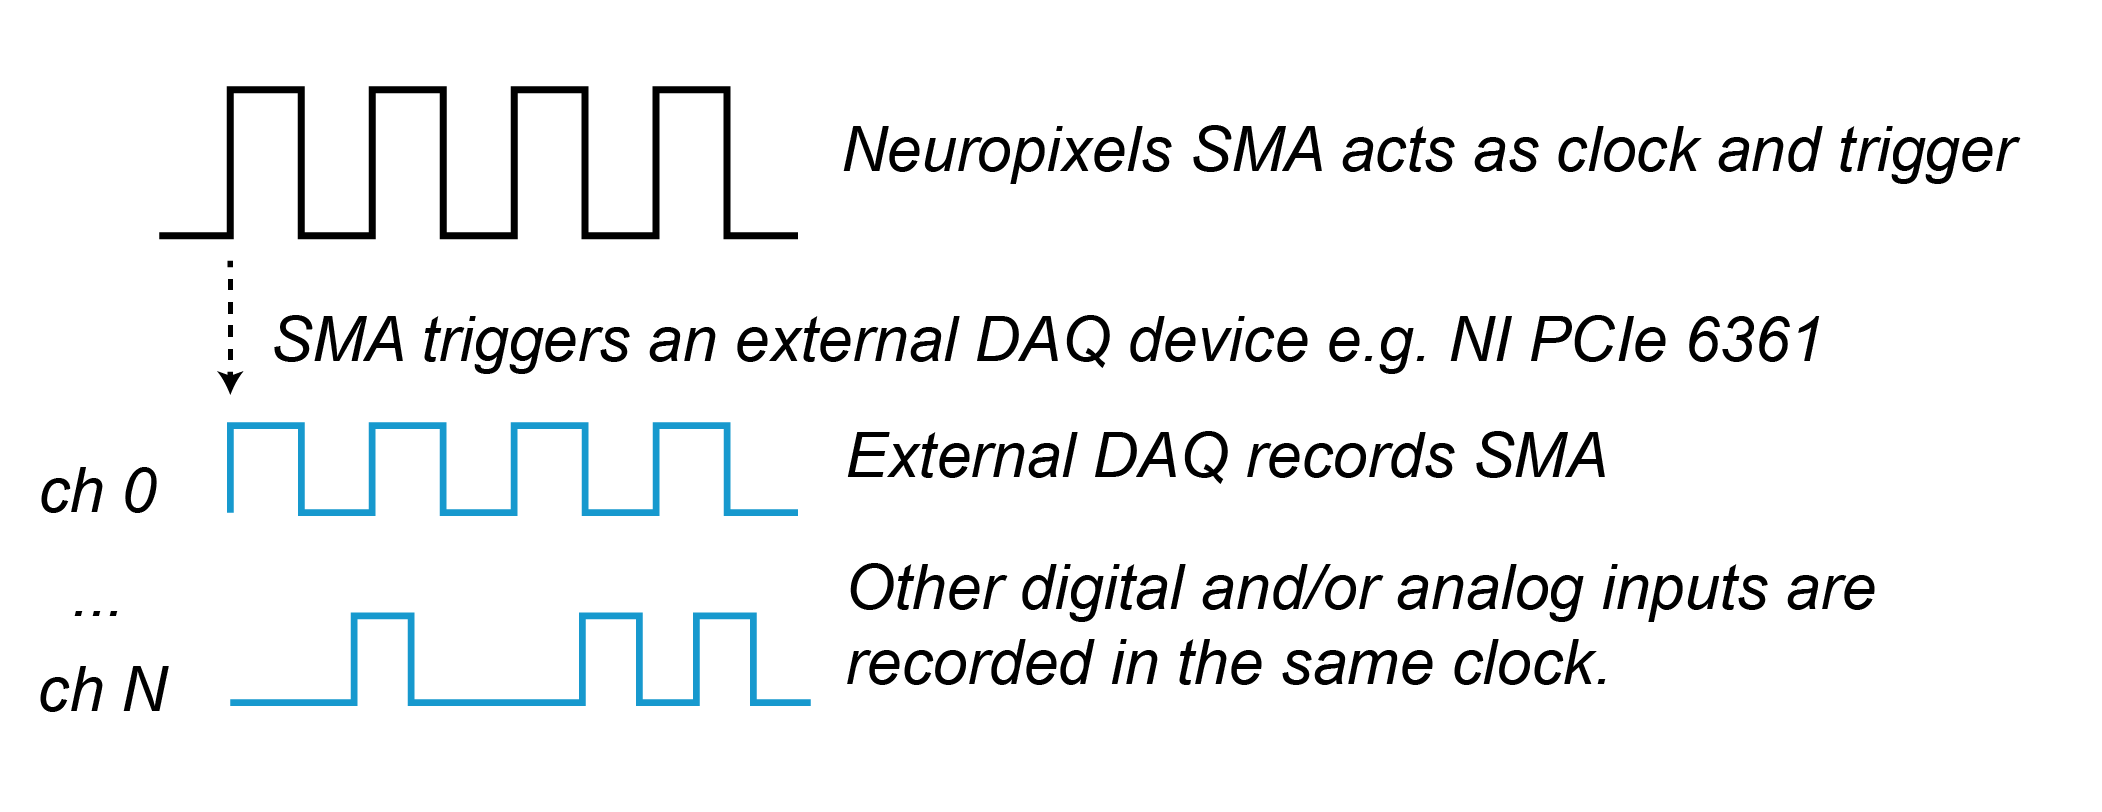 Neuropixels SMA acts as clock and trigger
SMA triggers an external DAQ device e.g. NI PCIe 6361
ch 0
External DAQ records SMA
...
Other digital and/or analog inputs are
recorded in the same clock.
ch N